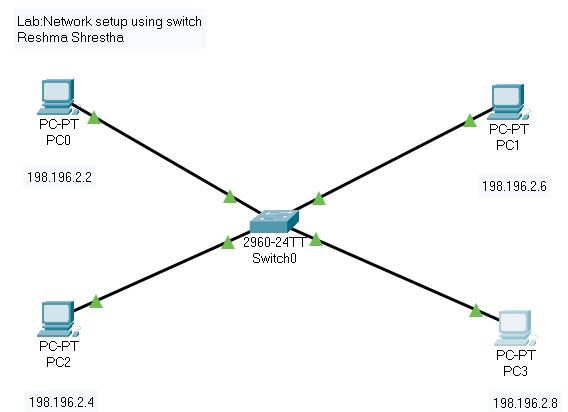 Lab:Network setup using switch
Reshma Shrestha
PC-PT
PC0
198.196.2.2
PC-PT
PC1
198.196.2.6
2960-24TT
Switch0
PC-PT
PC2
198.196.2.4
PC-PT
PC3
198.196.2.8